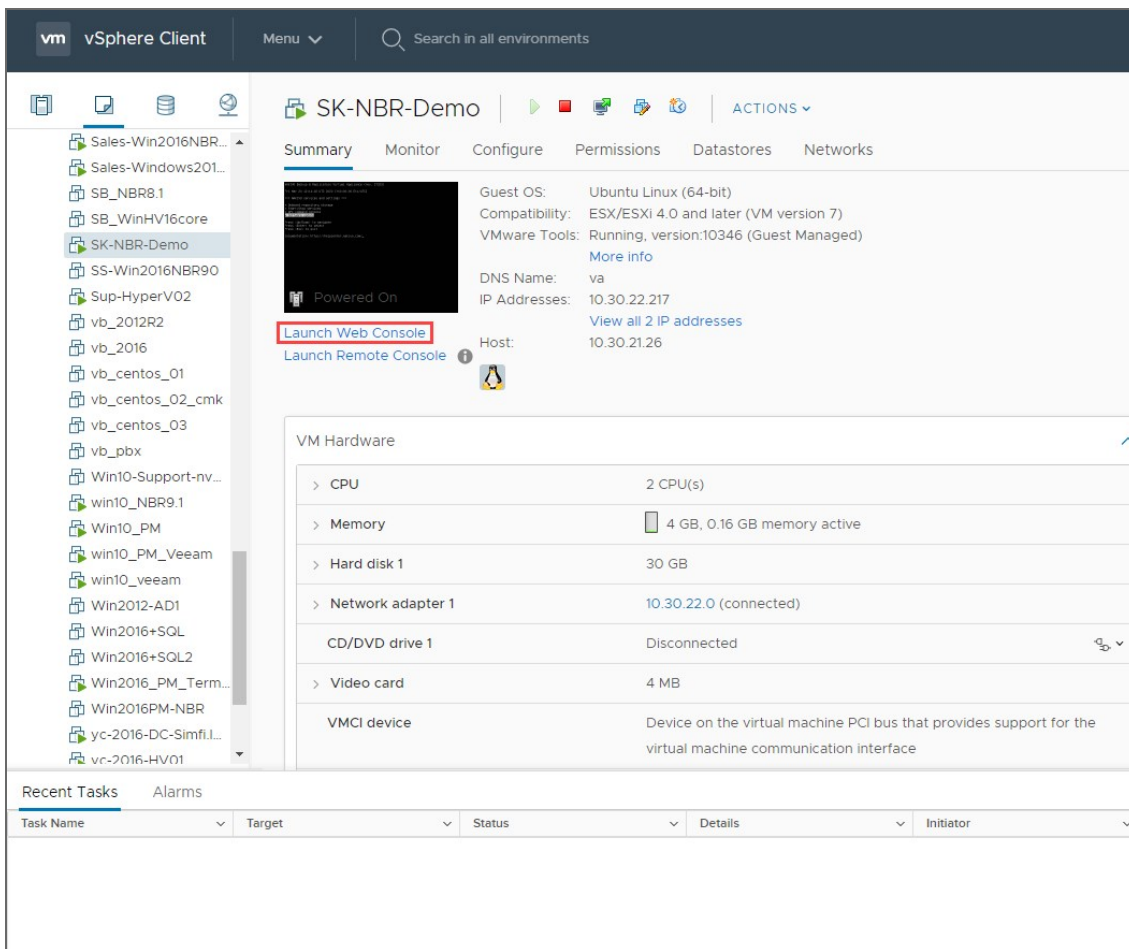 vm vSphere Client Menu Search in all environments
SK-NBR-Demo ACTIONS
Summary Monitor Configure Permissions Datastores Networks
Sales-Win2016NBR...
Sales-Windows201...
SB_NBR8.1
SB_WinHV16core
SK-NBR-Demo
SS-Win2016NBR90
Sup-HyperV02
vb_2012R2
vb_2016
vb_centos_01
vb_centos_02_cmk
vb_centos_03
vb_pbx
Win10-Support-nv...
win10_NBR9.1
Win10_PM
win10_PM_Veeam
win10_veeam
Win2012-AD1
Win2016+SQL
Win2016+SQL2
Win2016_PM_Term...
Win2016PM-NBR
yc-2016-DC-Simfi.l...
yc-2016-HV01
Powered On
Launch Web Console
Launch Remote Console
Guest OS: Ubuntu Linux (64-bit)
Compatibility: ESX/ESXi 4.0 and later (VM version 7)
VMware Tools: Running, version:10346 (Guest Managed)
More info
DNS Name: va
IP Addresses: 10.30.22.217
View all 2 IP addresses
Host: 10.30.21.26
VM Hardware
CPU 2 CPU(s)
Memory 4 GB, 0.16 GB memory active
Hard disk 1 30 GB
Network adapter 1 10.30.22.0 (connected)
CD/DVD drive 1 Disconnected
Video card 4 MB
VMCI device Device on the virtual machine PCI bus that provides support for the
virtual machine communication interface
Recent Tasks Alarms
Task Name Target Status Details Initiator